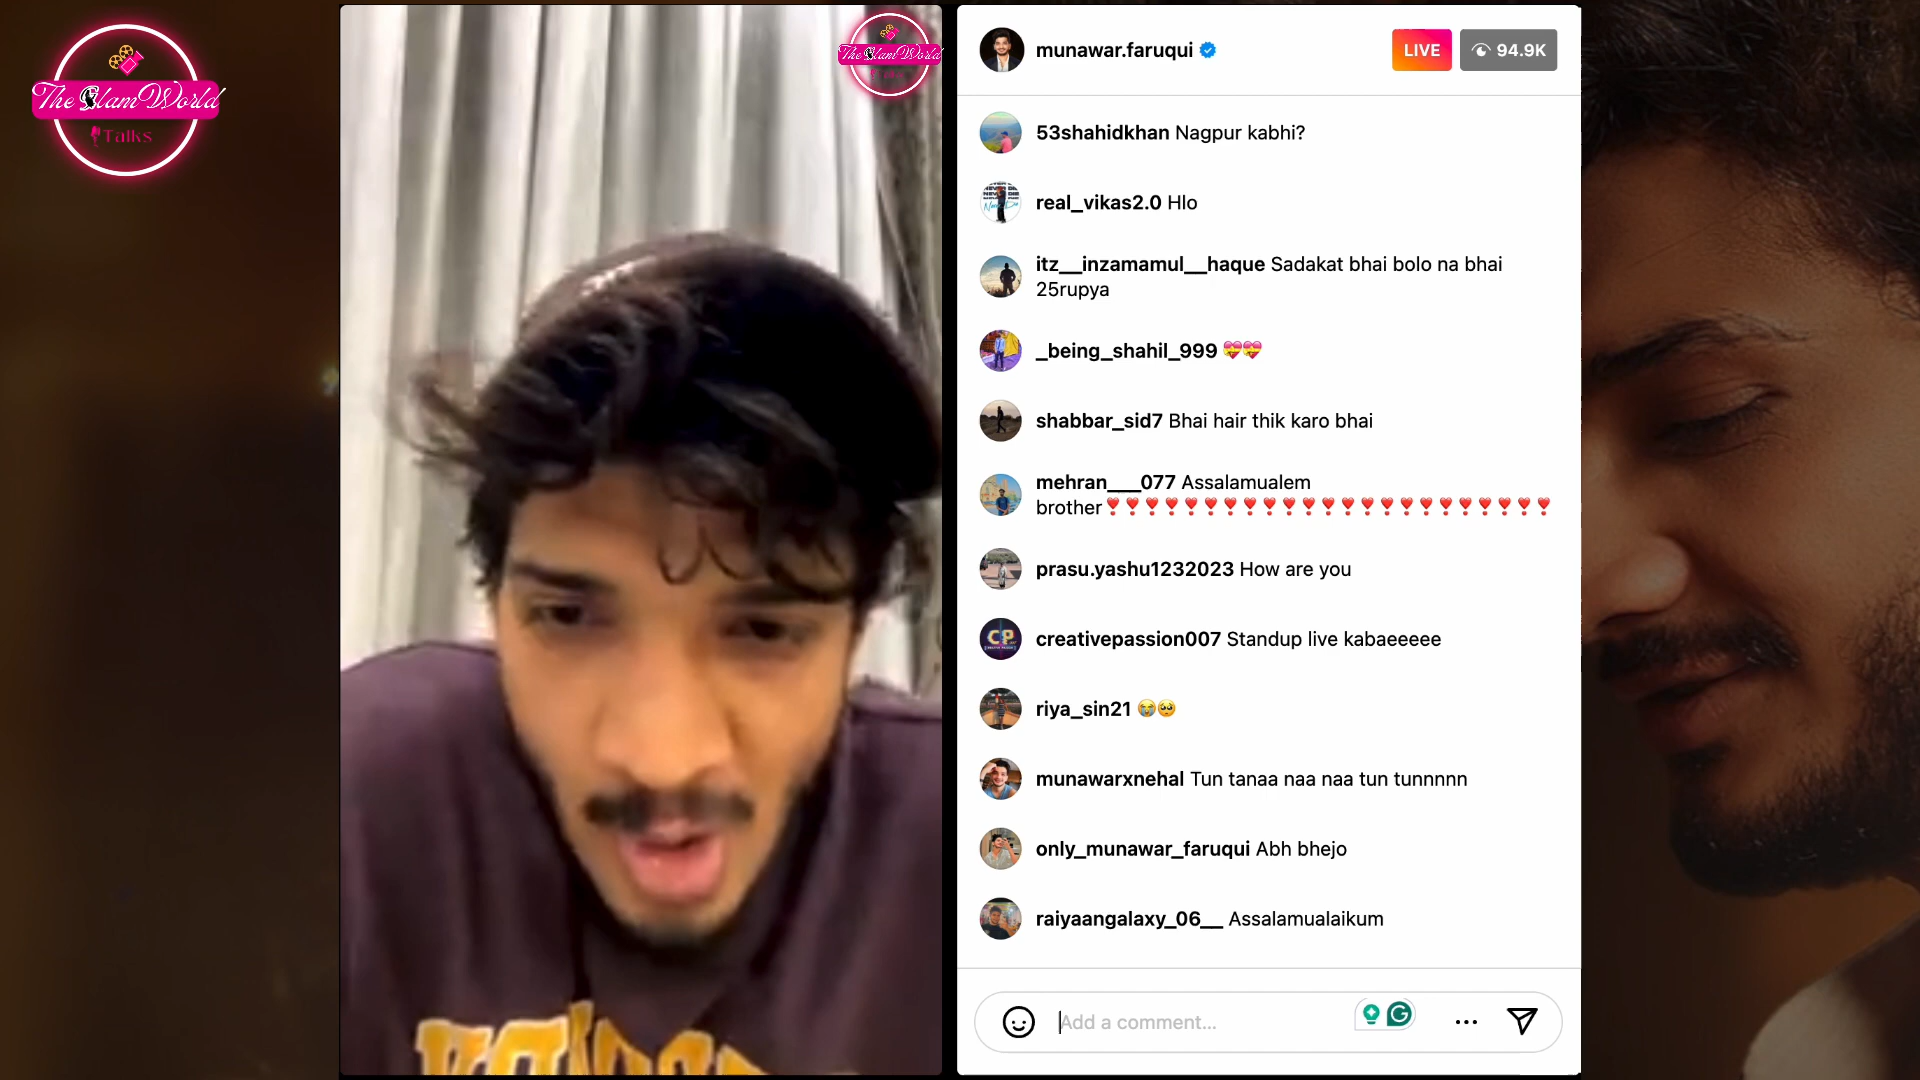 The Glam World
Talks
The Glam World
munawar.faruqui
LIVE
94.9K
53shahidkhan Nagpur kabhi?
real_vikas2.0 Hlo
itz__inzamamul__haque Sadakat bhai bolo na bhai
25rupya
_being_shahil_999 💝💝
shabbar_sid7 Bhai hair thik karo bhai
mehran___077 Assalamualem
brother❣️❣️❣️❣️❣️❣️❣️❣️❣️❣️❣️❣️❣️❣️❣️❣️❣️❣️❣️❣️❣️❣️❣️
prasu.yashu1232023 How are you
CP
creativepassion007 Standup live kabaeeeee
riya_sin21 😭🥺
munawarxnehal Tun tanaa naa naa tun tunnnnn
only_munawar_faruqui Abh bhejo
raiyaangalaxy_06__ Assalamualaikum
Add a comment...